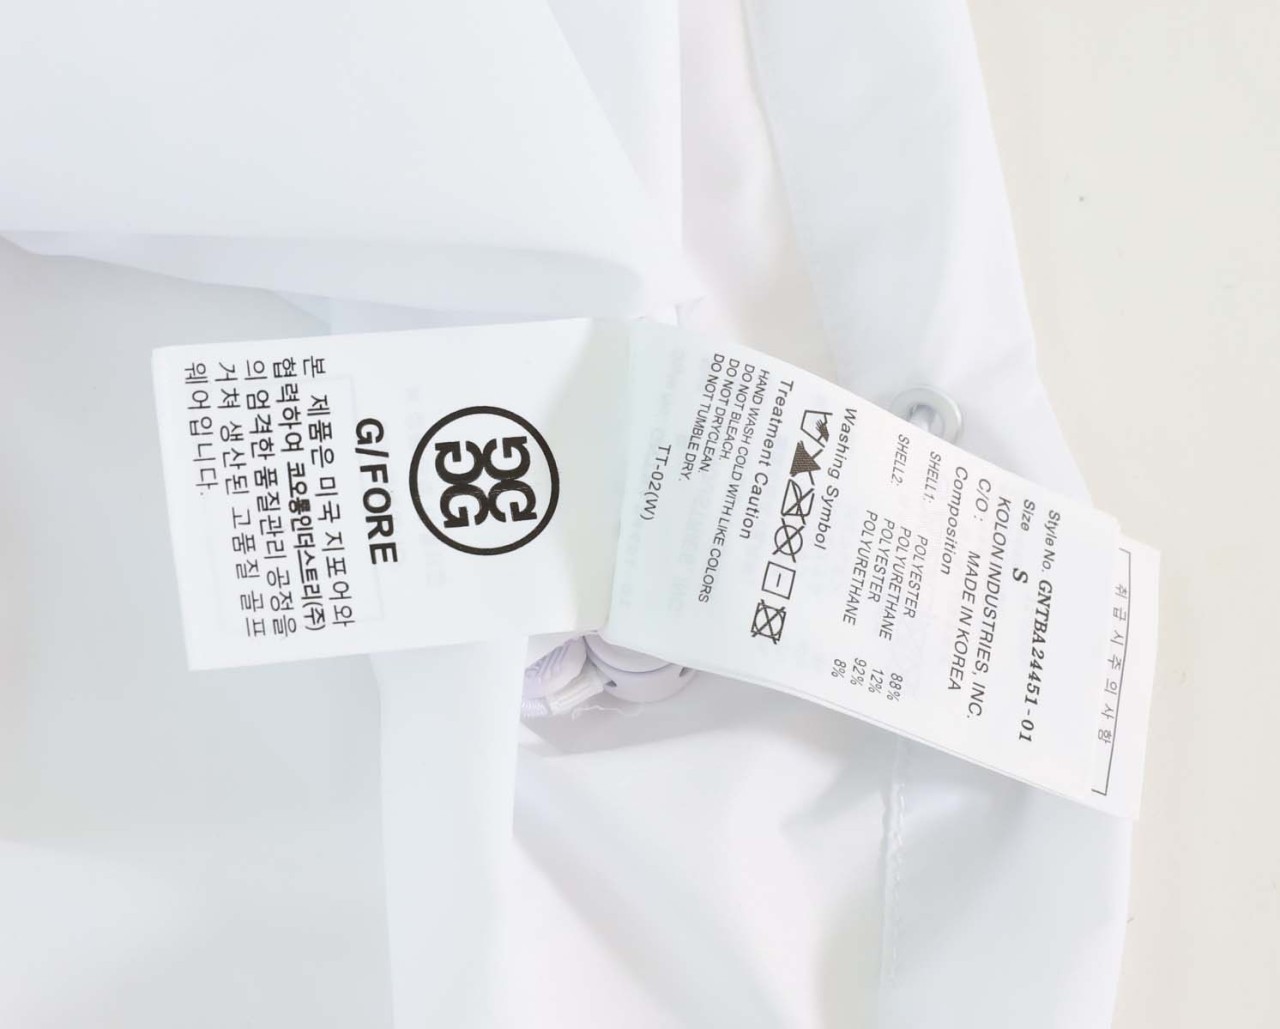 G/FORE
본 제품은 미국 지포어와
협력하여 코오롱인더스트리(주)
의 엄격한 품질관리 공정을
거쳐 생산된 고품질 골프
웨어입니다.
취급시주의사항
Style No. GNTBA24451-01
Size S
KOLON INDUSTRIES, INC.
C/O : MADE IN KOREA
Composition
SHELL1: POLYESTER 88%
POLYURETHANE 12%
SHELL2: POLYESTER 92%
POLYURETHANE 8%
Washing Symbol
Treatment Caution
HAND WASH COLD WITH LIKE COLORS
DO NOT BLEACH.
DO NOT DRYCLEAN.
DO NOT TUMBLE DRY.
TT-02(W)